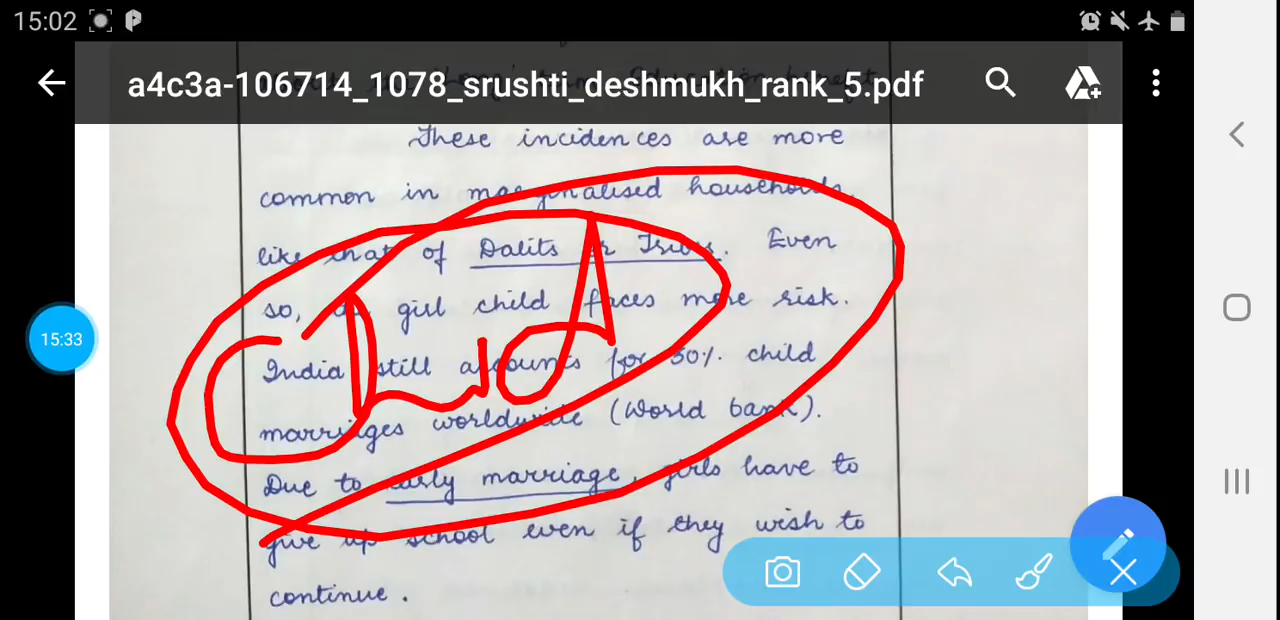 15:02
a4c3a-106714_1078_srushti_deshmukh_rank_5.pdf
These incidences are more
common in marginalised households
like that of Dalits or Tribes. Even
so, girl child faces more risk.
15:33
India still accounts for 30% child
marriages worldwide (World bank).
Due to early marriage, girls have to
give up school even if they wish to
continue.